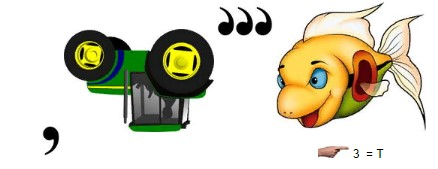 ,
,,,
3 = T